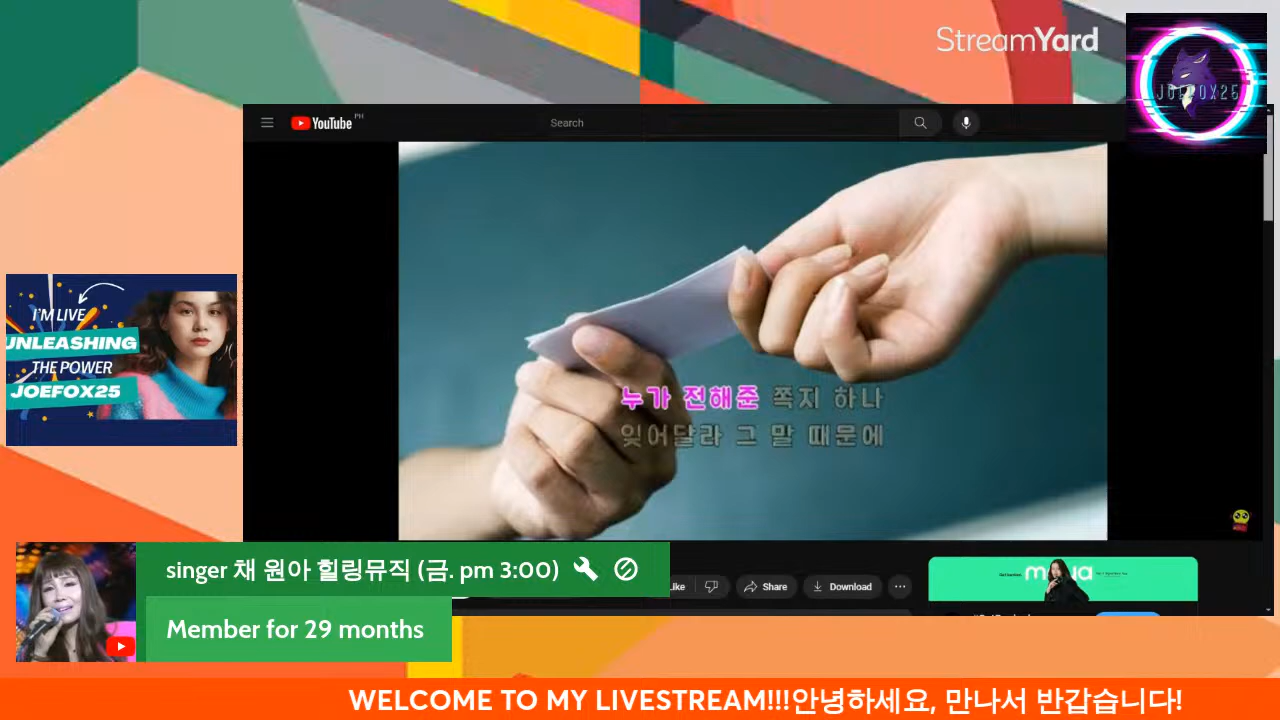 StreamYard
JOEFOX25
YouTube PH
Search
I'M LIVE
UNLEASHING
THE POWER
JOEFOX25
누가 전해준 쪽지 하나
잊어달라 그 말 때문에
singer 채 원아 힐링뮤직 (금. pm 3:00)
Member for 29 months
Like
Share
Download
WELCOME TO MY LIVESTREAM!!!안녕하세요, 만나서 반갑습니다!